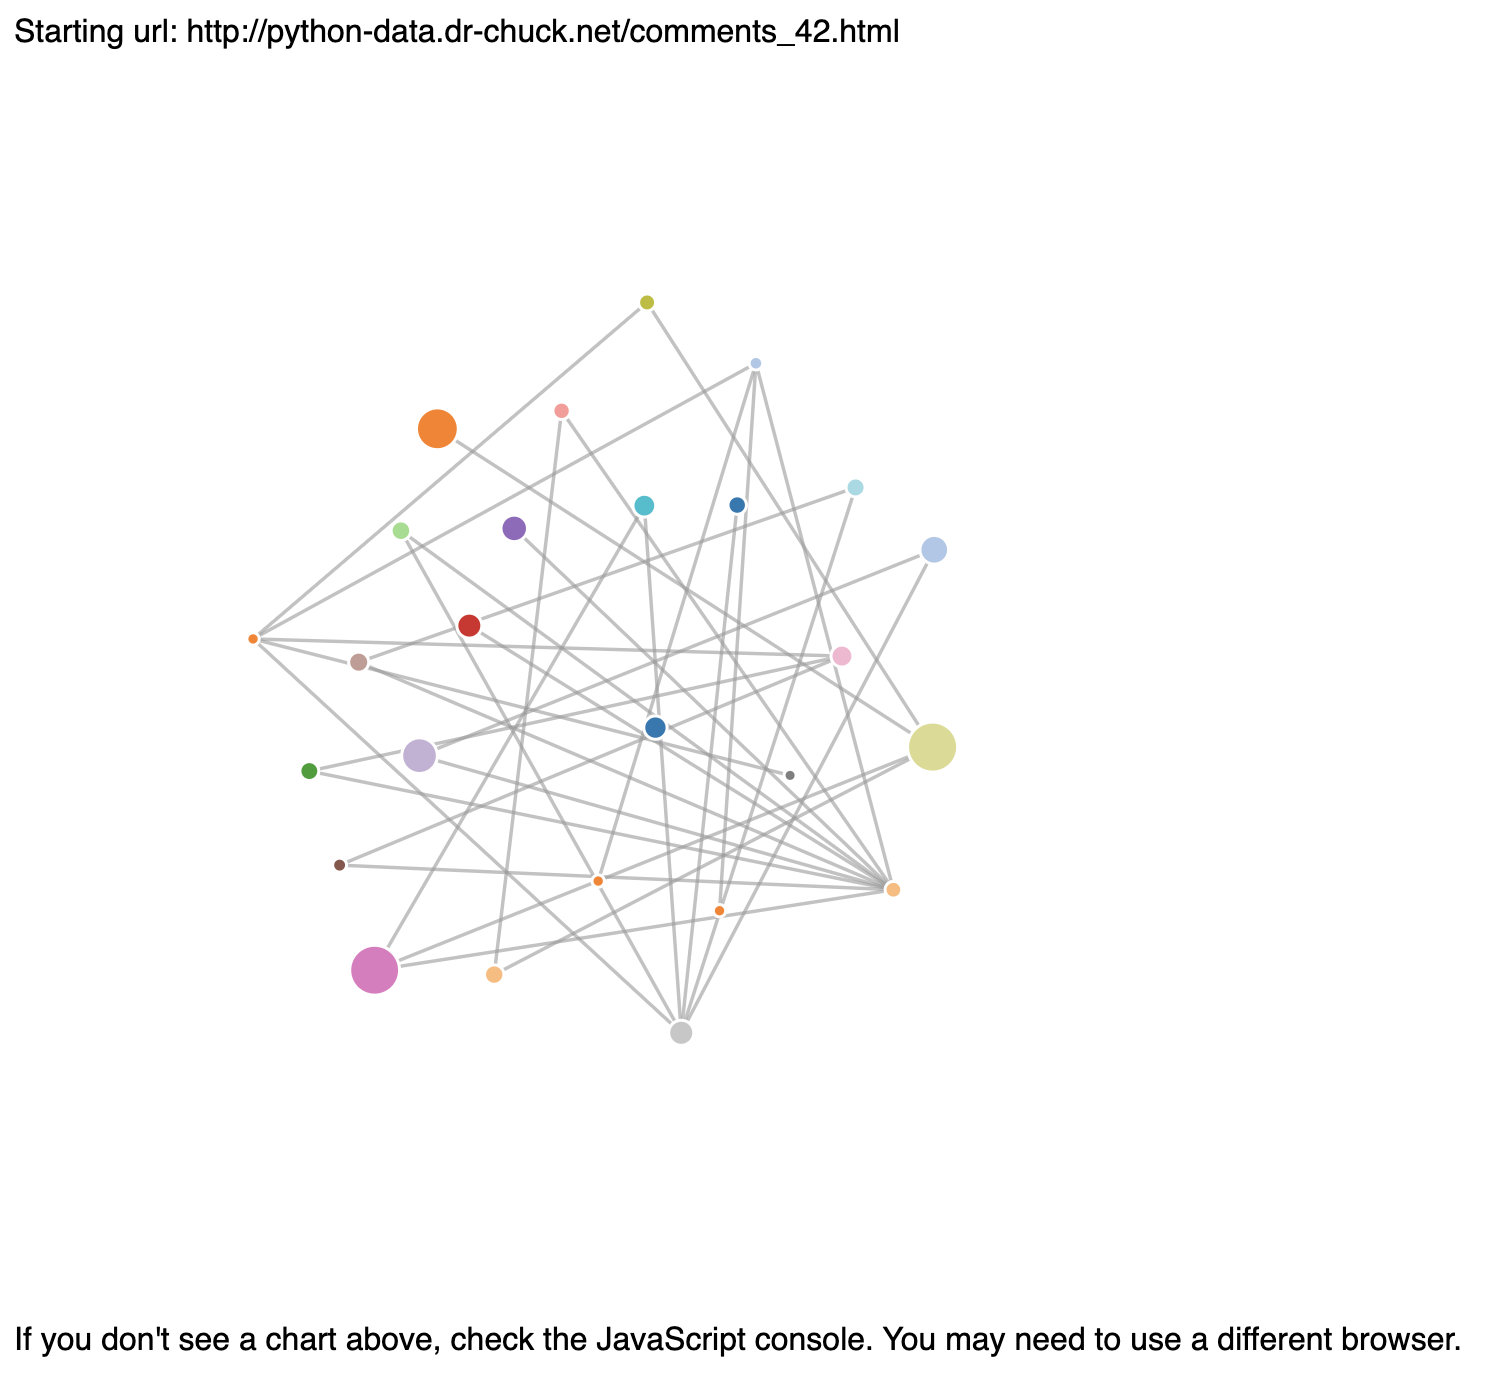 Starting url: http://python-data.dr-chuck.net/comments_42.html
If you don't see a chart above, check the JavaScript console. You may need to use a different browser.